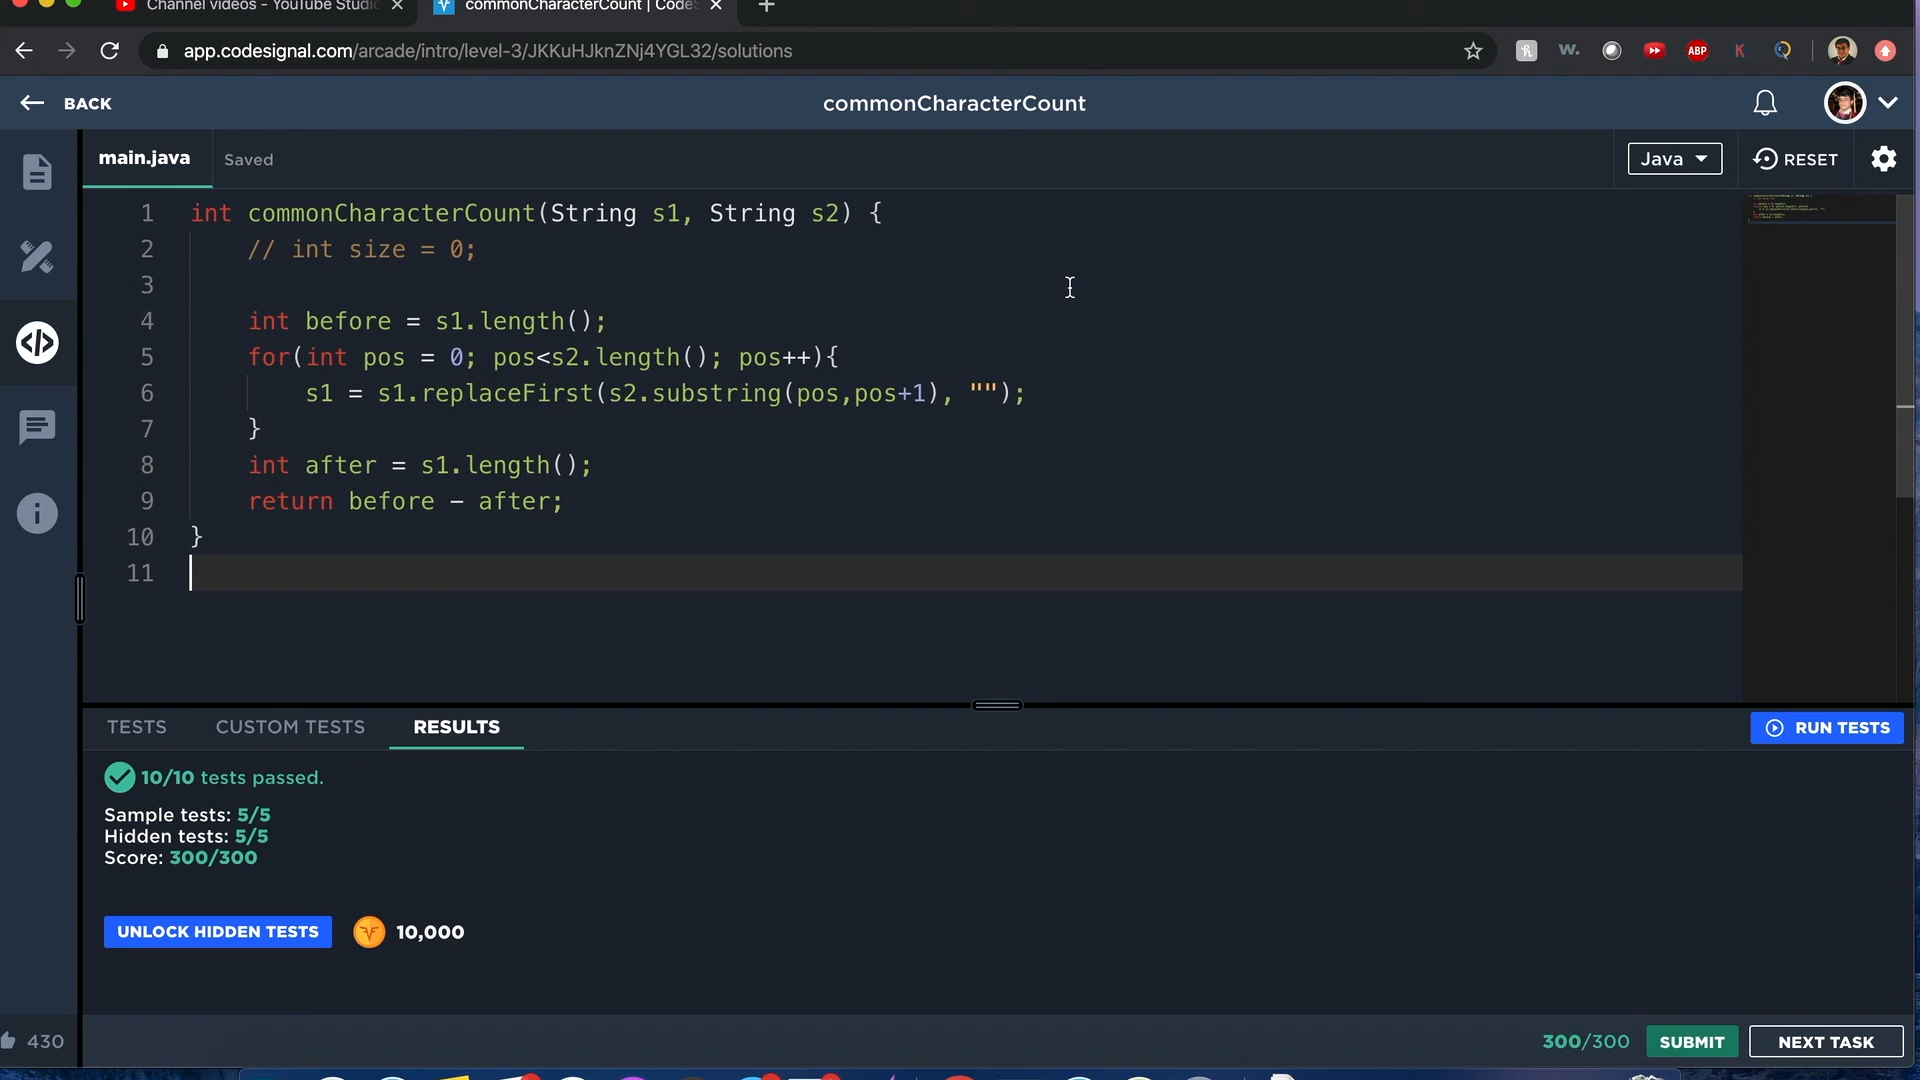 Channel videos - YouTube Studio
commonCharacterCount | CodeS
app.codesignal.com/arcade/intro/level-3/JKKuHJknZNj4YGL32/solutions
w.
ABP
K
BACK
commonCharacterCount
main.java
Saved
Java
RESET
1 int commonCharacterCount(String s1, String s2) {
2 // int size = 0;
3
4 int before = s1.length();
5 for(int pos = 0; pos<s2.length(); pos++){
6 s1 = s1.replaceFirst(s2.substring(pos,pos+1), "");
7 }
8 int after = s1.length();
9 return before - after;
10 }
11
TESTS
CUSTOM TESTS
RESULTS
RUN TESTS
10/10 tests passed.
Sample tests: 5/5
Hidden tests: 5/5
Score: 300/300
UNLOCK HIDDEN TESTS
10,000
430
300/300
SUBMIT
NEXT TASK